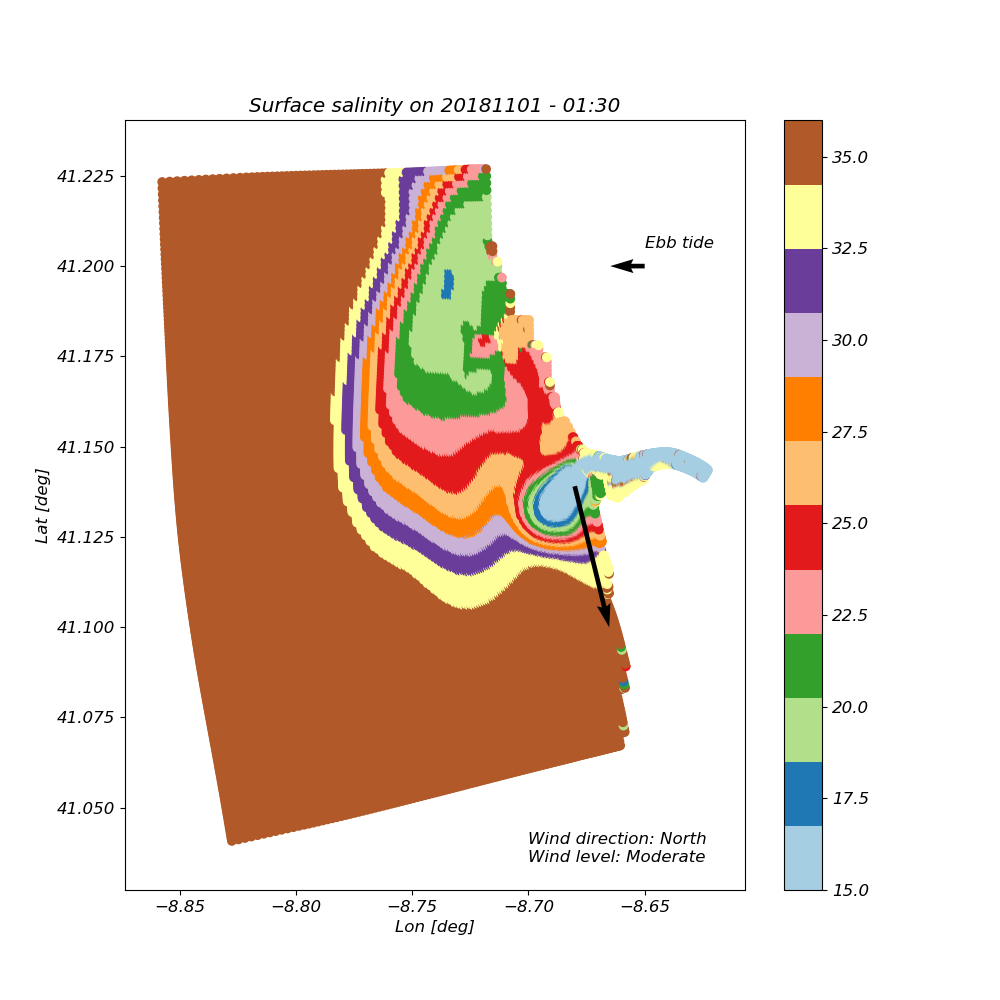 Surface salinity on 20181101 - 01:30
41.225
41.200
41.175
41.150
41.125
41.100
41.075
41.050
Lat [deg]
Ebb tide
Wind direction: North
Wind level: Moderate
−8.85 −8.80 −8.75 −8.70 −8.65
Lon [deg]
35.0
32.5
30.0
27.5
25.0
22.5
20.0
17.5
15.0